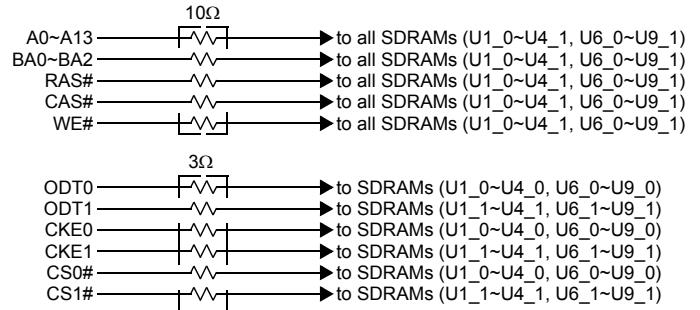 10Ω
A0~A13 to all SDRAMs (U1_0~U4_1, U6_0~U9_1)
BA0~BA2 to all SDRAMs (U1_0~U4_1, U6_0~U9_1)
RAS# to all SDRAMs (U1_0~U4_1, U6_0~U9_1)
CAS# to all SDRAMs (U1_0~U4_1, U6_0~U9_1)
WE# to all SDRAMs (U1_0~U4_1, U6_0~U9_1)
3Ω
ODT0 to SDRAMs (U1_0~U4_0, U6_0~U9_0)
ODT1 to SDRAMs (U1_1~U4_1, U6_1~U9_1)
CKE0 to SDRAMs (U1_0~U4_0, U6_0~U9_0)
CKE1 to SDRAMs (U1_1~U4_1, U6_1~U9_1)
CS0# to SDRAMs (U1_0~U4_0, U6_0~U9_0)
CS1# to SDRAMs (U1_1~U4_1, U6_1~U9_1)